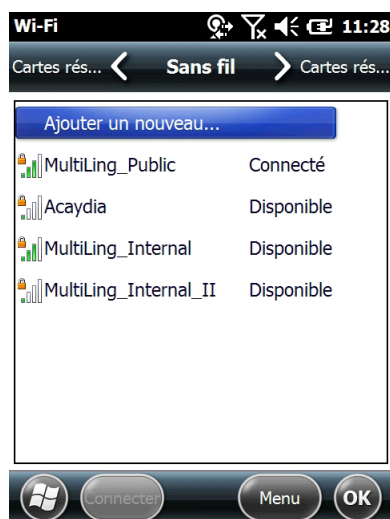 Wi-Fi 11:28
Cartes rés... Sans fil Cartes rés...
Ajouter un nouveau...
MultiLing_Public Connecté
Acaydia Disponible
MultiLing_Internal Disponible
MultiLing_Internal_II Disponible
Connecter Menu OK